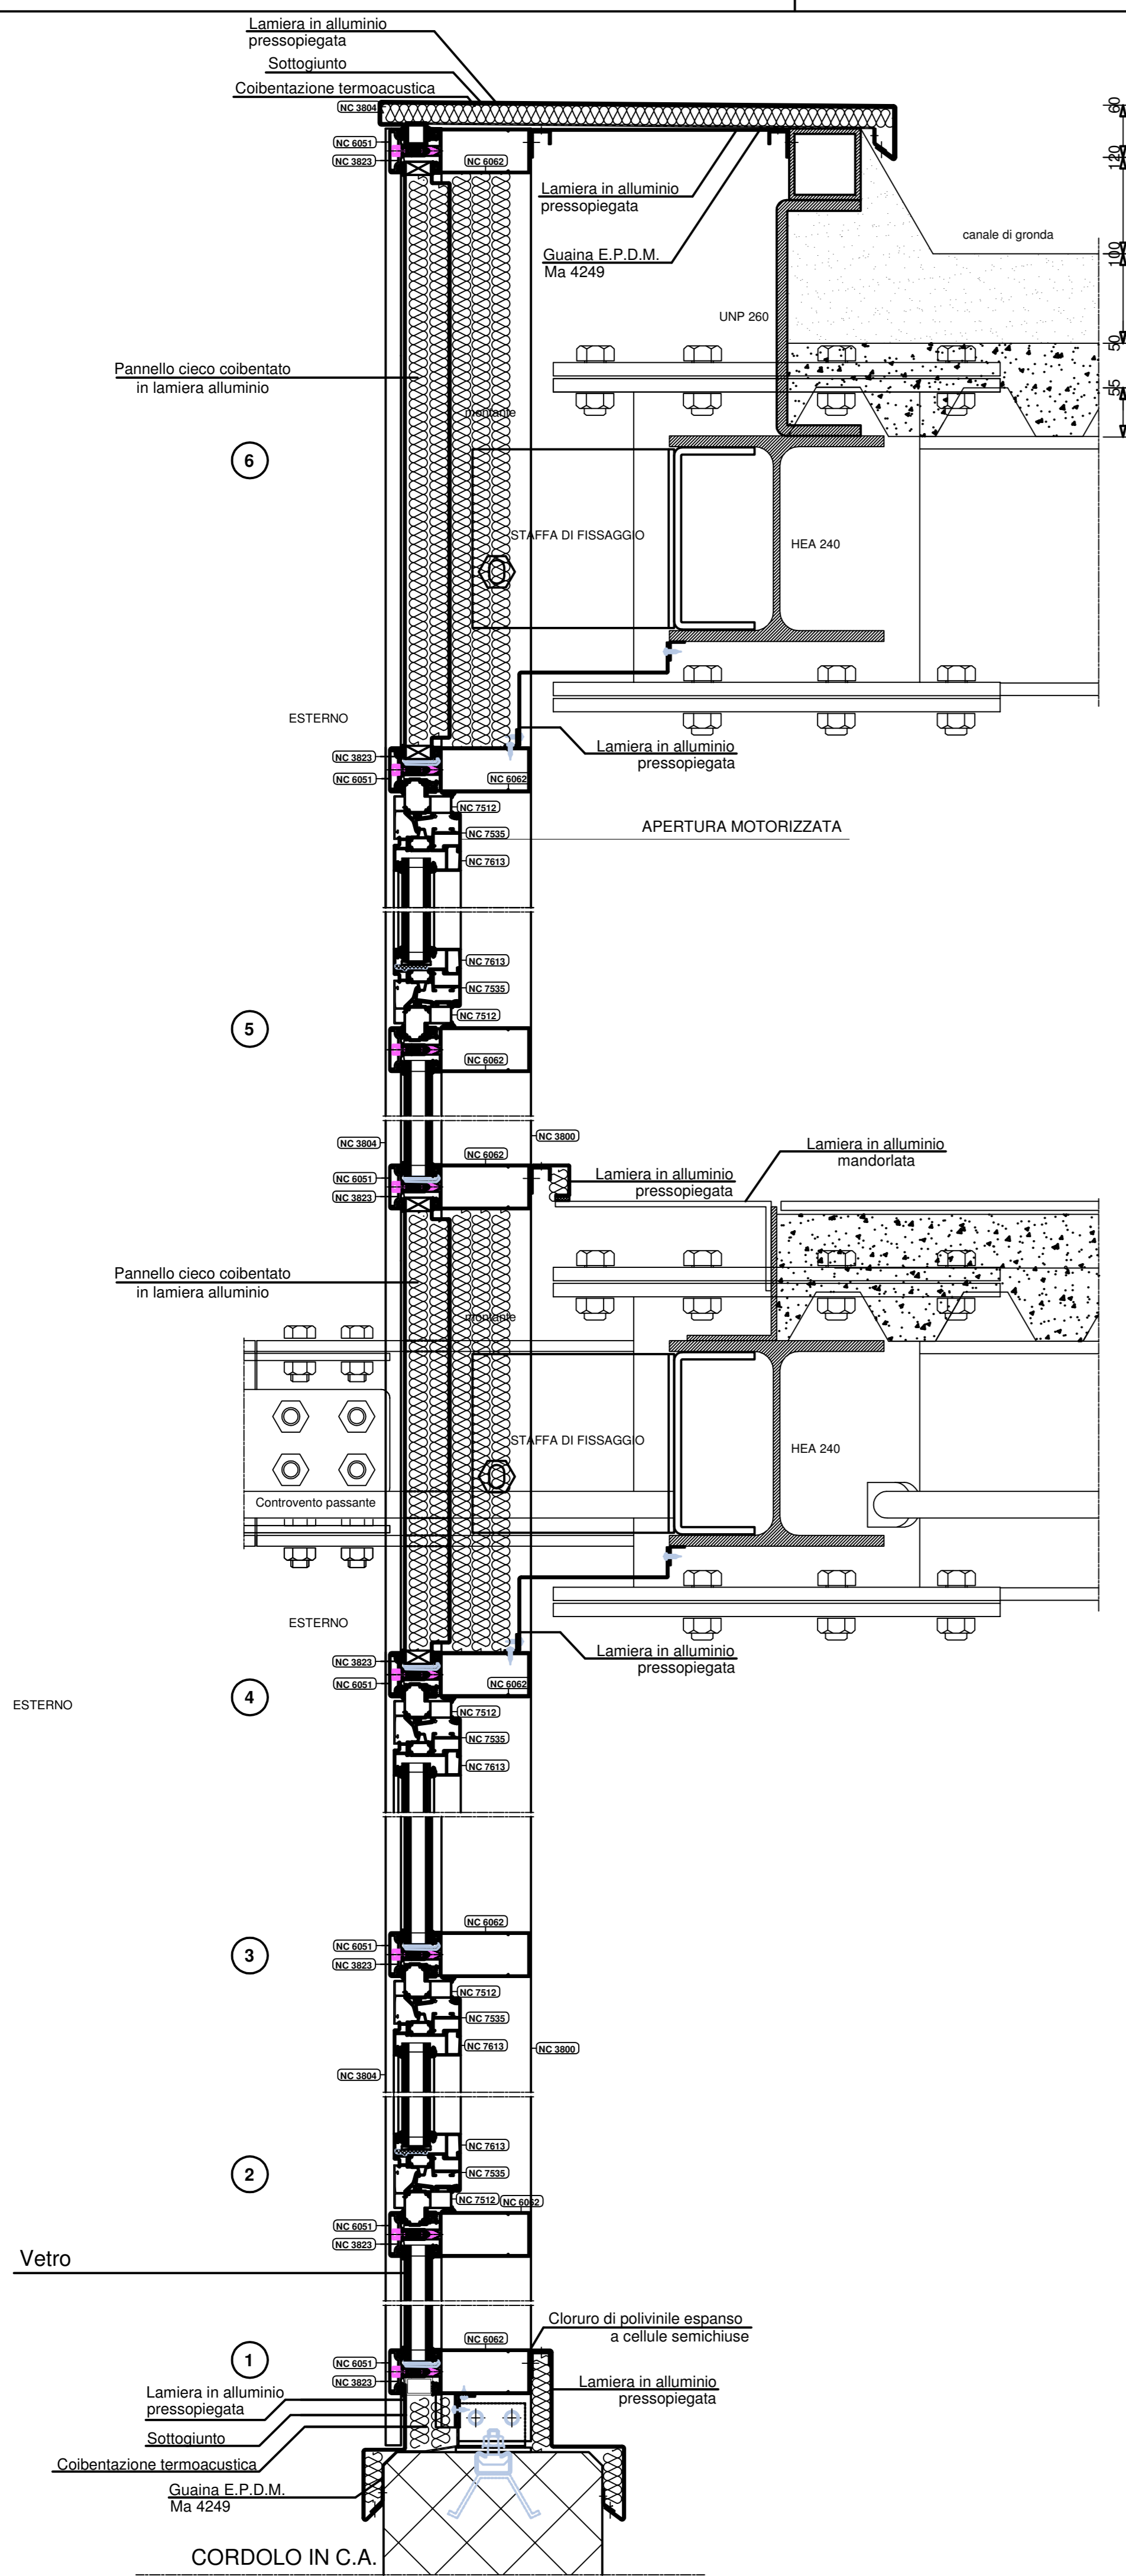 Lamiera in alluminio
pressopiegata
Sottogiunto
Coibentazione termoacustica
NC 3804
60
NC 6051
NC 3823
NC 6062
120
Lamiera in alluminio
pressopiegata
canale di gronda
100
Guaina E.P.D.M.
Ma 4249
UNP 260
50
Pannello cieco coibentato
in lamiera alluminio
55
montante
6
STAFFA DI FISSAGGIO
HEA 240
ESTERNO
Lamiera in alluminio
pressopiegata
NC 3823
NC 6051
NC 6062
NC 7512
APERTURA MOTORIZZATA
NC 7535
NC 7613
NC 7613
NC 7535
NC 7512
5
NC 6062
NC 3800
NC 3804
Lamiera in alluminio
mandorlata
NC 6062
NC 6051
NC 3823
Lamiera in alluminio
pressopiegata
Pannello cieco coibentato
in lamiera alluminio
montante
STAFFA DI FISSAGGIO
HEA 240
Controvento passante
ESTERNO
Lamiera in alluminio
pressopiegata
NC 3823
NC 6051
NC 6062
4
ESTERNO
NC 7512
NC 7535
NC 7613
NC 6062
NC 6051
NC 3823
3
NC 7512
NC 7535
NC 7613
NC 3800
NC 3804
NC 7613
NC 7535
2
NC 7512
NC 6062
NC 6051
NC 3823
Vetro
Cloruro di polivinile espanso
a cellule semichiuse
NC 6062
1
NC 6051
NC 3823
Lamiera in alluminio
pressopiegata
Lamiera in alluminio
pressopiegata
Sottogiunto
Coibentazione termoacustica
Guaina E.P.D.M.
Ma 4249
CORDOLO IN C.A.